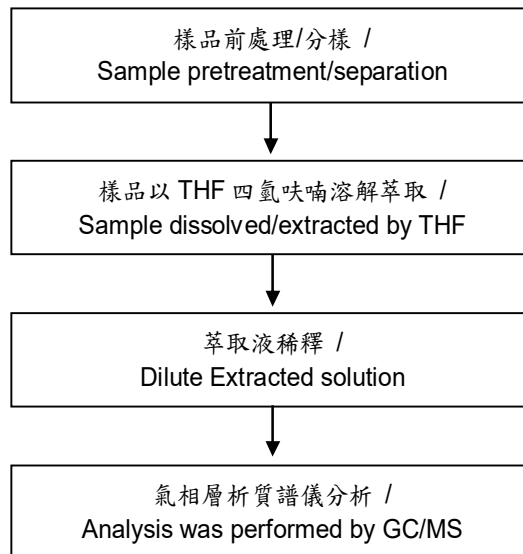 樣品前處理/分樣 /
Sample pretreatment/separation
樣品以 THF 四氫呋喃溶解萃取 /
Sample dissolved/extracted by THF
萃取液稀釋 /
Dilute Extracted solution
氣相層析質譜儀分析 /
Analysis was performed by GC/MS